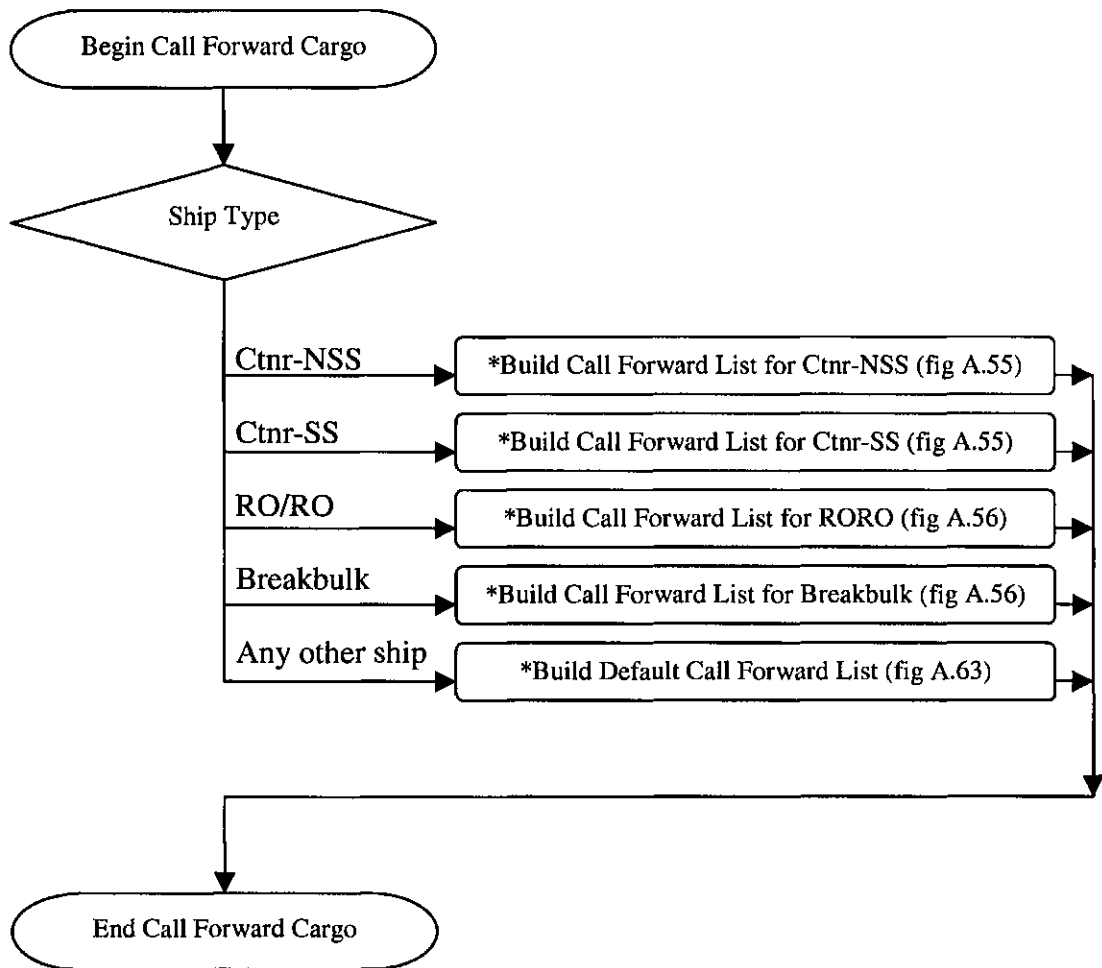 Begin Call Forward Cargo
Ship Type
Ctnr-NSS
*Build Call Forward List for Ctnr-NSS (fig A.55)
Ctnr-SS
*Build Call Forward List for Ctnr-SS (fig A.55)
RO/RO
*Build Call Forward List for RORO (fig A.56)
Breakbulk
*Build Call Forward List for Breakbulk (fig A.56)
Any other ship
*Build Default Call Forward List (fig A.63)
End Call Forward Cargo